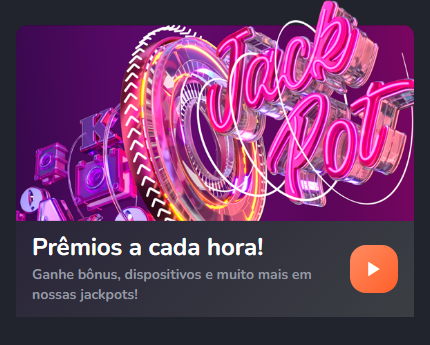 Jack
Pot
Prêmios a cada hora!
Ganhe bônus, dispositivos e muito mais em
nossas jackpots!